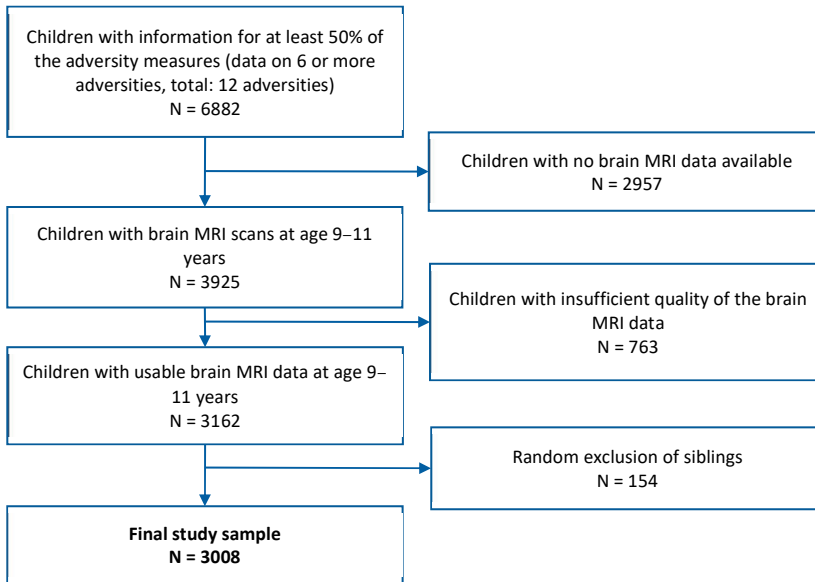 Children with information for at least 50% of
the adversity measures (data on 6 or more
adversities, total: 12 adversities)
N = 6882
Children with no brain MRI data available
N = 2957
Children with brain MRI scans at age 9–11
years
N = 3925
Children with insufficient quality of the brain
MRI data
N = 763
Children with usable brain MRI data at age 9–
11 years
N = 3162
Random exclusion of siblings
N = 154
Final study sample
N = 3008